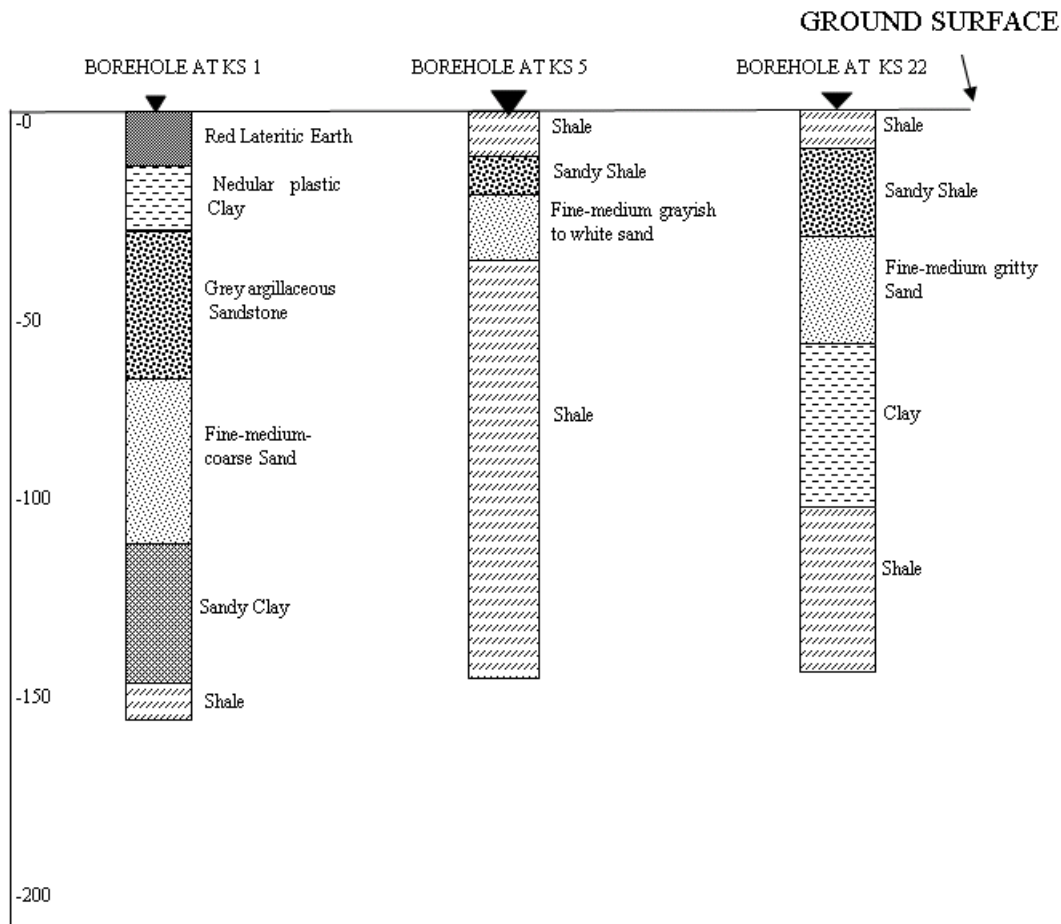 GROUND SURFACE
BOREHOLE AT KS 1
BOREHOLE AT KS 5
BOREHOLE AT KS 22
-0
-50
-100
-150
-200
Red Lateritic Earth
Nedular plastic
Clay
Grey argillaceous
Sandstone
Fine-medium-
coarse Sand
Sandy Clay
Shale
Shale
Sandy Shale
Fine-medium grayish
to white sand
Shale
Shale
Sandy Shale
Fine-medium gritty
Sand
Clay
Shale